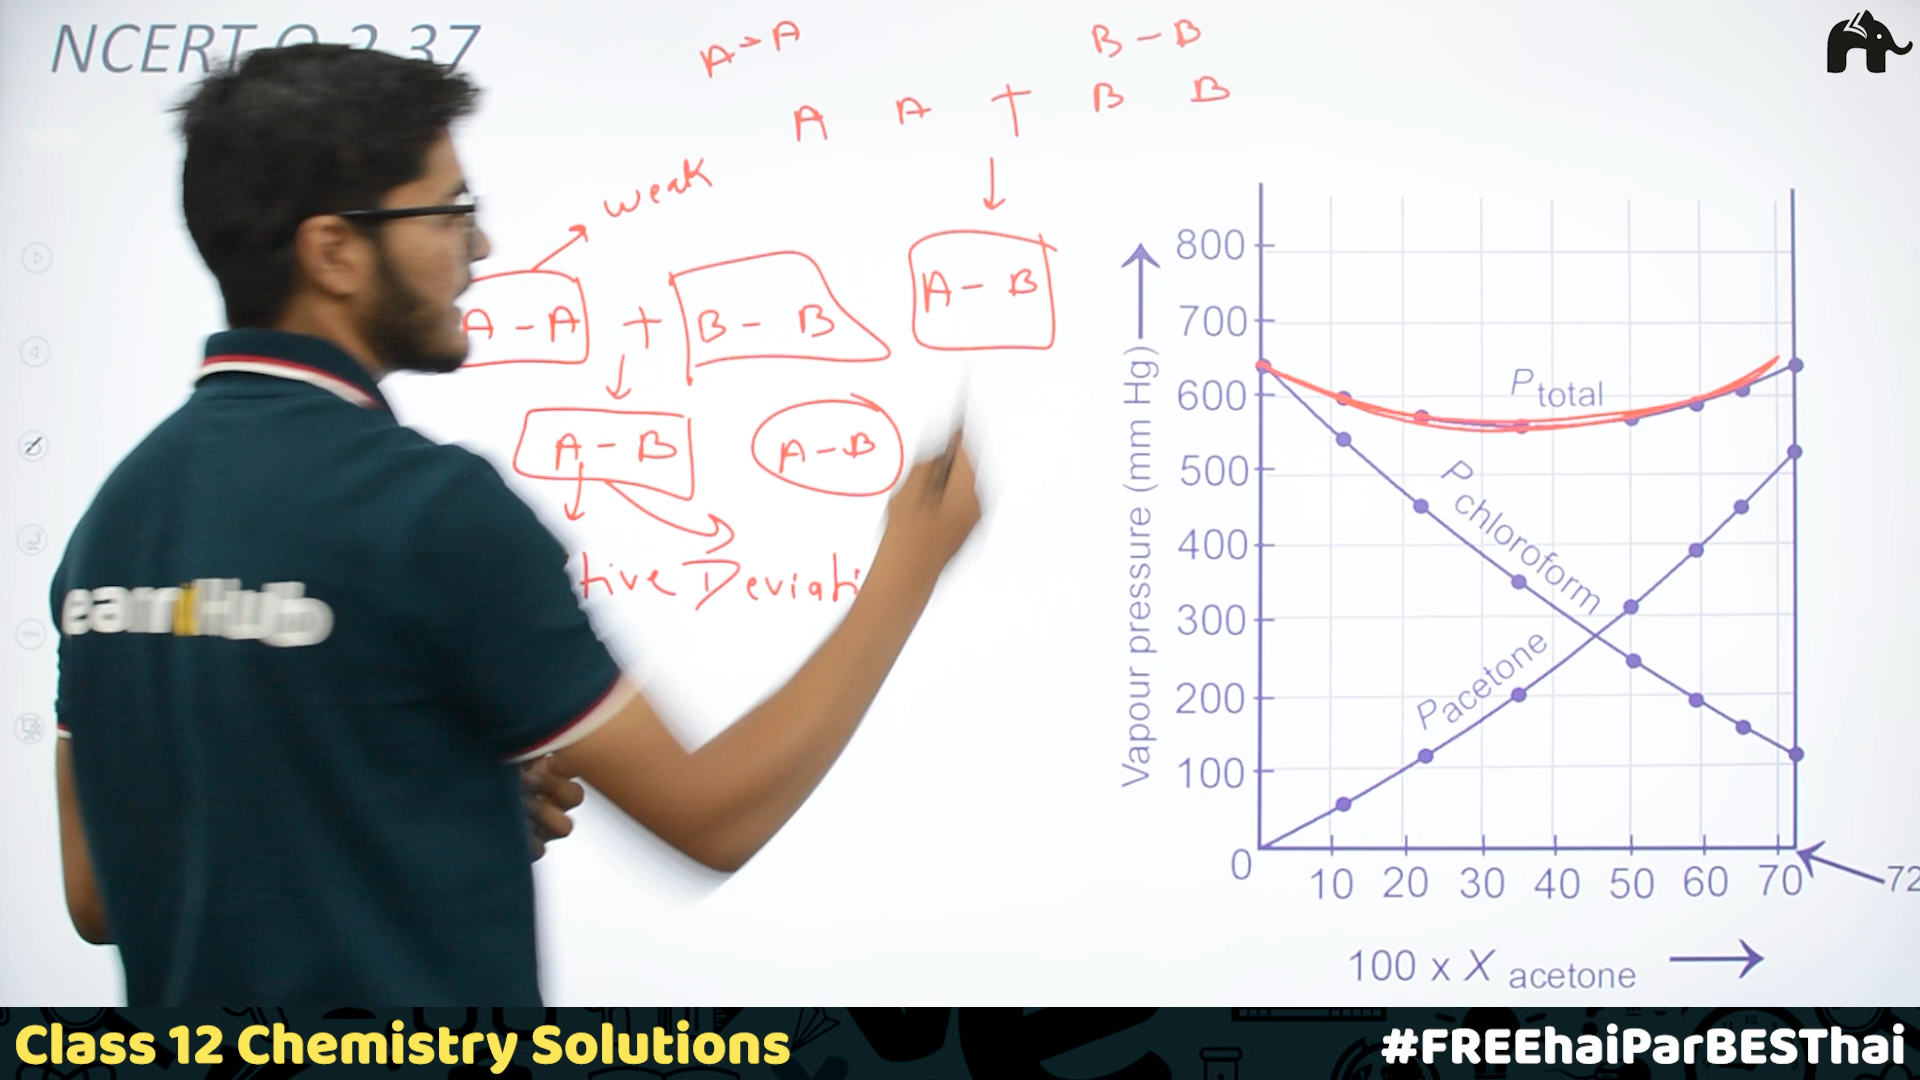 NCERT Q 2.37
A - A
B - B
A A + B B
weak
A - A + B - B
A - B
A - B
A - B
tive Deviati
800
700
600
500
400
300
200
100
0
Vapour pressure (mm Hg)
P total
P chloroform
P acetone
10 20 30 40 50 60 70
72
100 x X acetone
earnHub
Class 12 Chemistry Solutions
#FREEhaiParBESThai